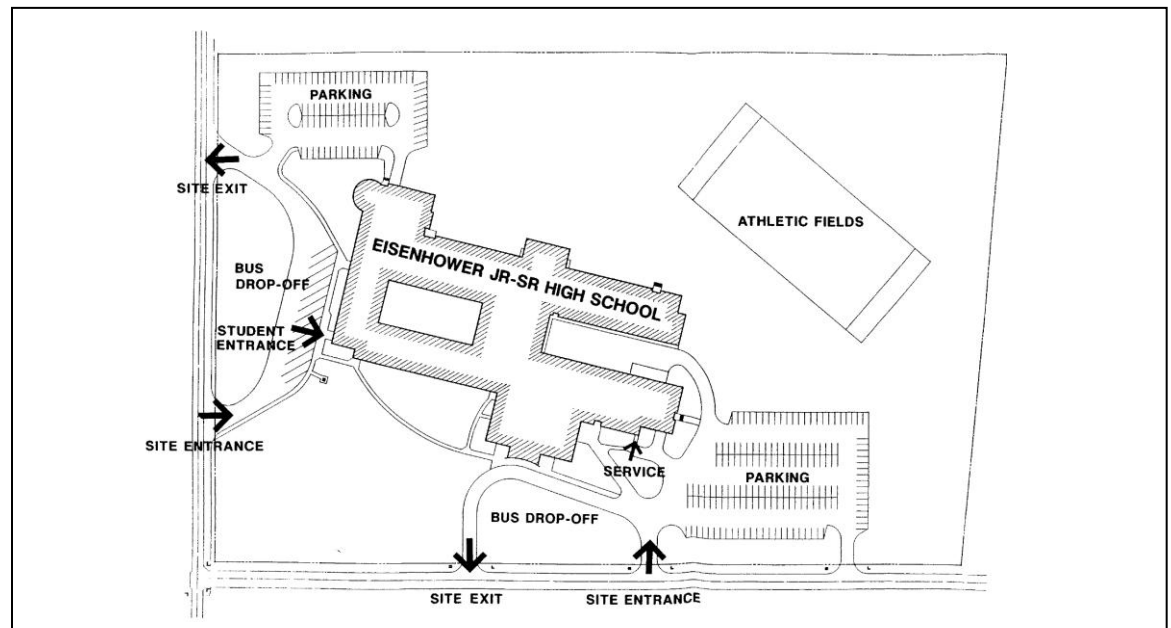 PARKING
SITE EXIT
ATHLETIC FIELDS
EISENHOWER JR-SR HIGH SCHOOL
BUS
DROP-OFF
STUDENT
ENTRANCE
SITE ENTRANCE
SERVICE
PARKING
BUS DROP-OFF
SITE EXIT
SITE ENTRANCE